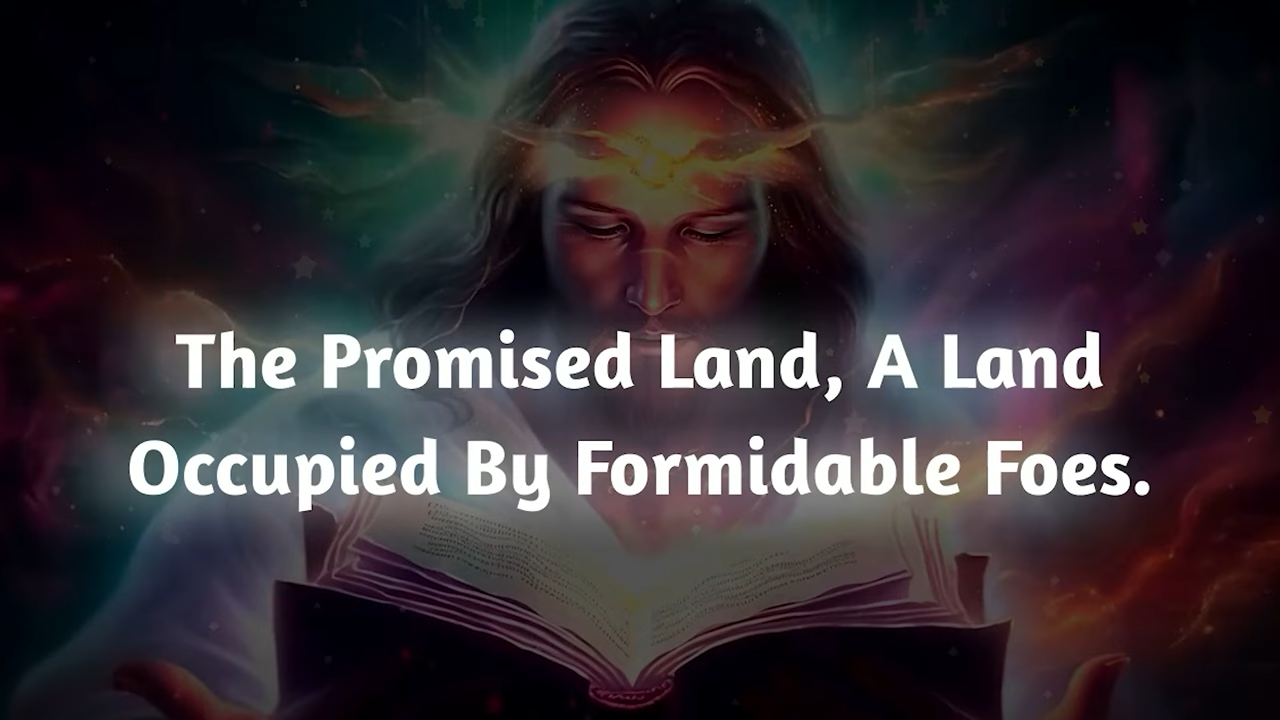 The Promised Land, A Land
Occupied By Formidable Foes.